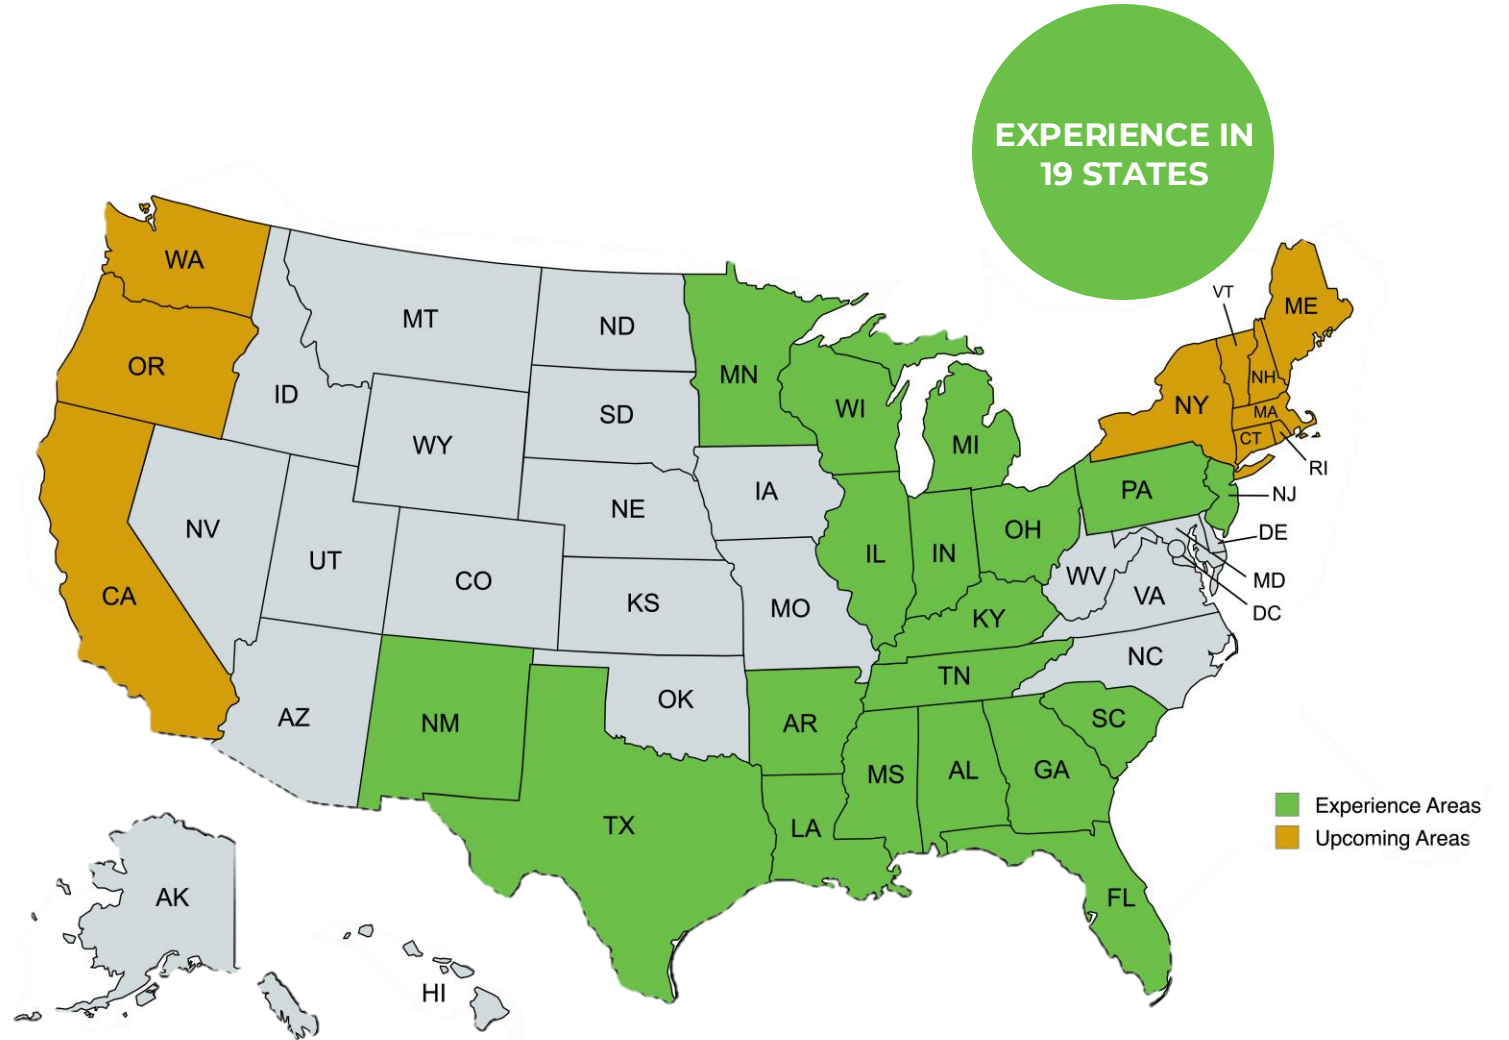 EXPERIENCE IN
19 STATES
WA
OR
CA
ID
NV
MT
WY
UT
AZ
CO
NM
ND
SD
NE
KS
OK
TX
MN
IA
MO
AR
LA
WI
IL
MI
IN
OH
KY
TN
MS
AL
GA
FL
SC
NC
VA
WV
PA
NY
VT
NH
ME
MA
CT
RI
NJ
DE
MD
DC
AK
HI
Experience Areas
Upcoming Areas